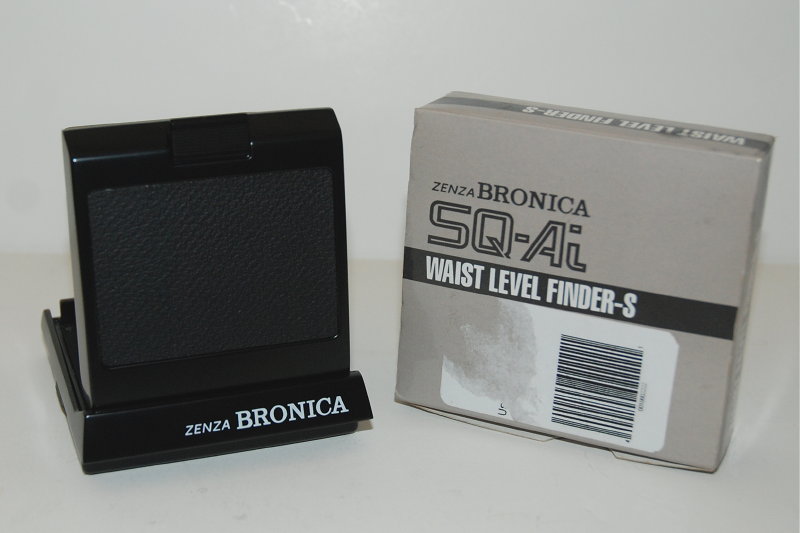 ZENZA BRONICA
WAIST LEVEL FINDER-S
ZENZA BRONICA
SQ-Ai
WAIST LEVEL FINDER-S